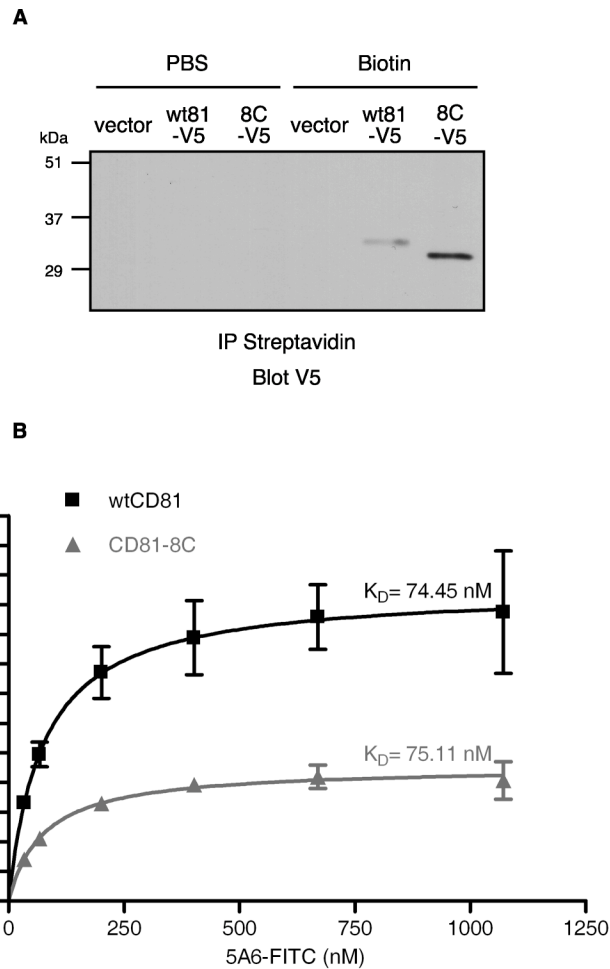 A
PBS Biotin
vector wt81 -V5 8C -V5 vector wt81 -V5 8C -V5
kDa
51
37
29
IP Streptavidin
Blot V5
B
wtCD81
CD81-8C
KD= 74.45 nM
KD= 75.11 nM
0 250 500 750 1000 1250
5A6-FITC (nM)